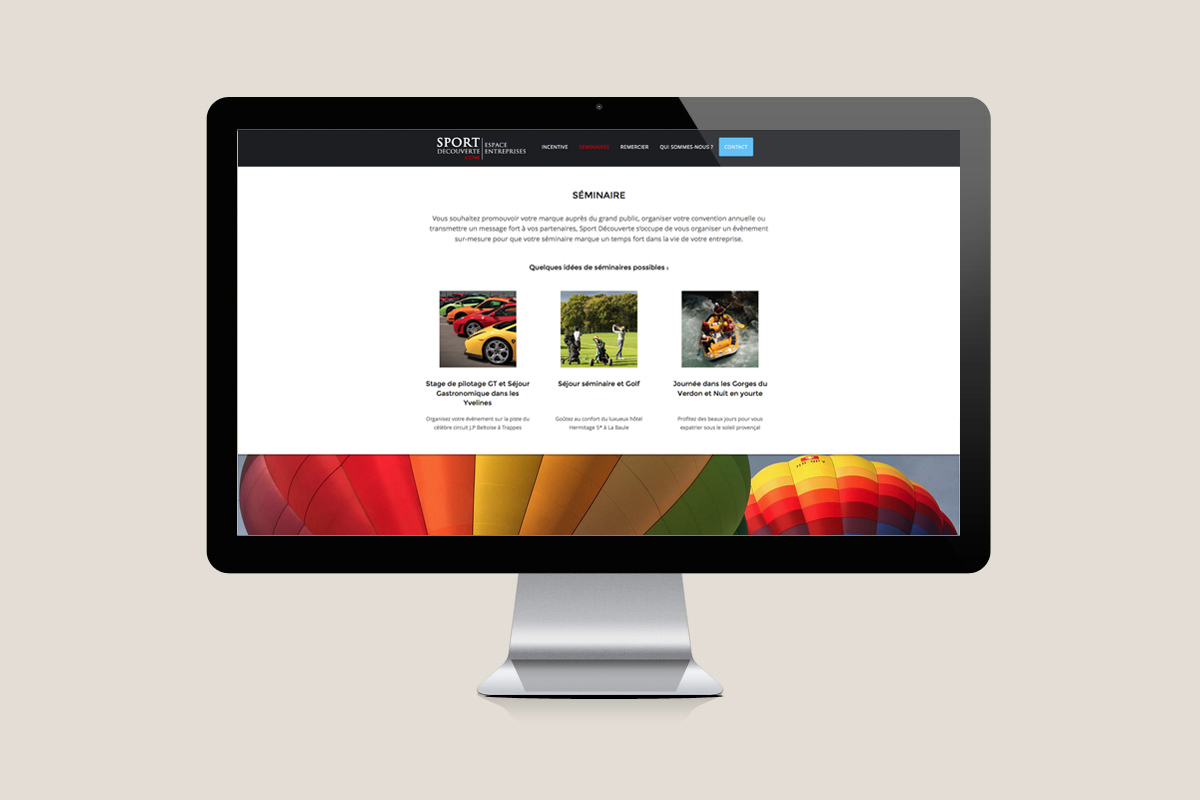 SPORT
DECOUVERTE
.COM
ESPACE
ENTREPRISES
INCENTIVE SÉMINAIRES REMERCIER QUI SOMMES-NOUS ? CONTACT
SÉMINAIRE
Vous souhaitez promouvoir votre marque auprès du grand public, organiser votre convention annuelle ou
transmettre un message fort à vos partenaires, Sport Découverte s'occupe de vous organiser un évènement
sur-mesure pour que votre séminaire marque un temps fort dans la vie de votre entreprise.
Quelques idées de séminaires possibles :
Stage de pilotage GT et Séjour
Gastronomique dans les
Yvelines
Organisez votre évènement sur la piste du
célèbre circuit J.P Beltoise à Trappes
Séjour séminaire et Golf
Goûtez au confort du luxueux hôtel
Hermitage 5* à La Baule
Journée dans les Gorges du
Verdon et Nuit en yourte
Profitez des beaux jours pour vous
expatrier sous le soleil provençal